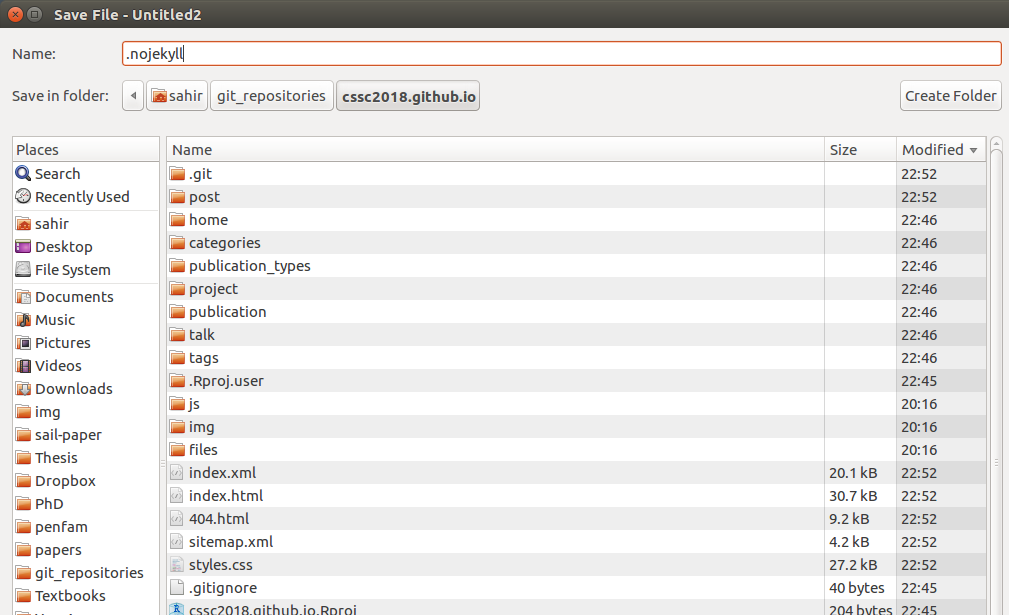 Save File - Untitled2
Name: .nojekyll
Save in folder: sahir git_repositories cssc2018.github.io Create Folder
Places
Search
Recently Used
sahir
Desktop
File System
Documents
Music
Pictures
Videos
Downloads
img
sail-paper
Thesis
Dropbox
PhD
penfam
papers
git_repositories
Textbooks
Name Size Modified
.git 22:52
post 22:52
home 22:46
categories 22:46
publication_types 22:46
project 22:46
publication 22:46
talk 22:46
tags 22:46
.Rproj.user 22:45
js 20:16
img 20:16
files 20:16
index.xml 20.1 kB 22:52
index.html 30.7 kB 22:52
404.html 9.2 kB 22:52
sitemap.xml 4.2 kB 22:52
styles.css 27.2 kB 22:52
.gitignore 40 bytes 22:45
cssc2018.github.io.Rproj 204 bytes 22:45